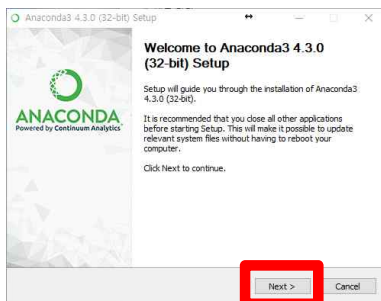 Anaconda3 4.3.0 (32-bit) Setup
Welcome to Anaconda3 4.3.0
(32-bit) Setup
Setup will guide you through the installation of Anaconda3
4.3.0 (32-bit).
It is recommended that you close all other applications
before starting Setup. This will make it possible to update
relevant system files without having to reboot your
computer.
Click Next to continue.
ANACONDA
Powered by Continuum Analytics
Next >
Cancel